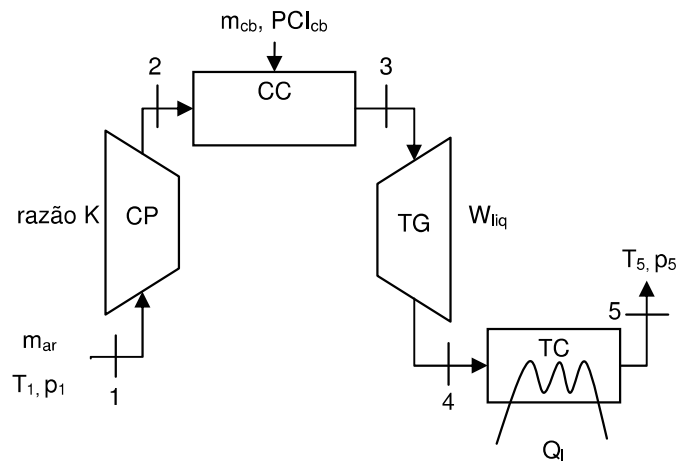 m_cb, PCI_cb
2
3
CC
razão K
CP
TG
W_liq
T_5, p_5
5
m_ar
T_1, p_1
1
4
TC
Q_L